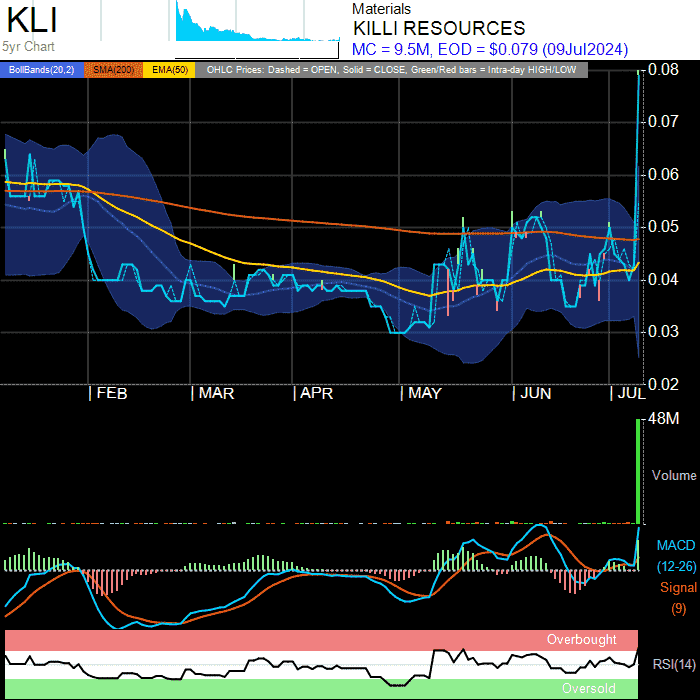 KLI
5yr Chart
Materials
KILLI RESOURCES
MC = 9.5M, EOD = $0.079 (09Jul2024)
BollBands(20,2) SMA(200) EMA(50) OHLC Prices: Dashed = OPEN, Solid = CLOSE, Green/Red bars = Intra-day HIGH/LOW
0.08
0.07
0.06
0.05
0.04
0.03
0.02
FEB MAR APR MAY JUN JUL
48M
Volume
MACD
(12-26)
Signal
(9)
Overbought
RSI(14)
Oversold